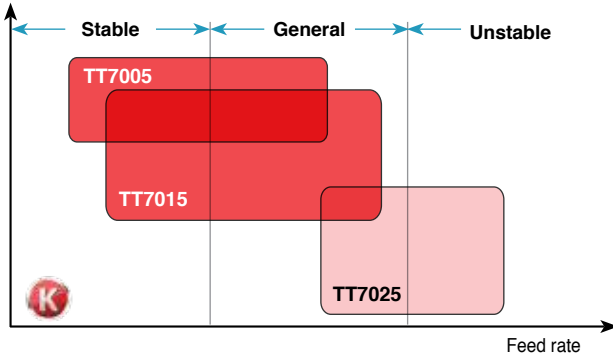 Stable General Unstable
TT7005
TT7015
TT7025
K
Feed rate